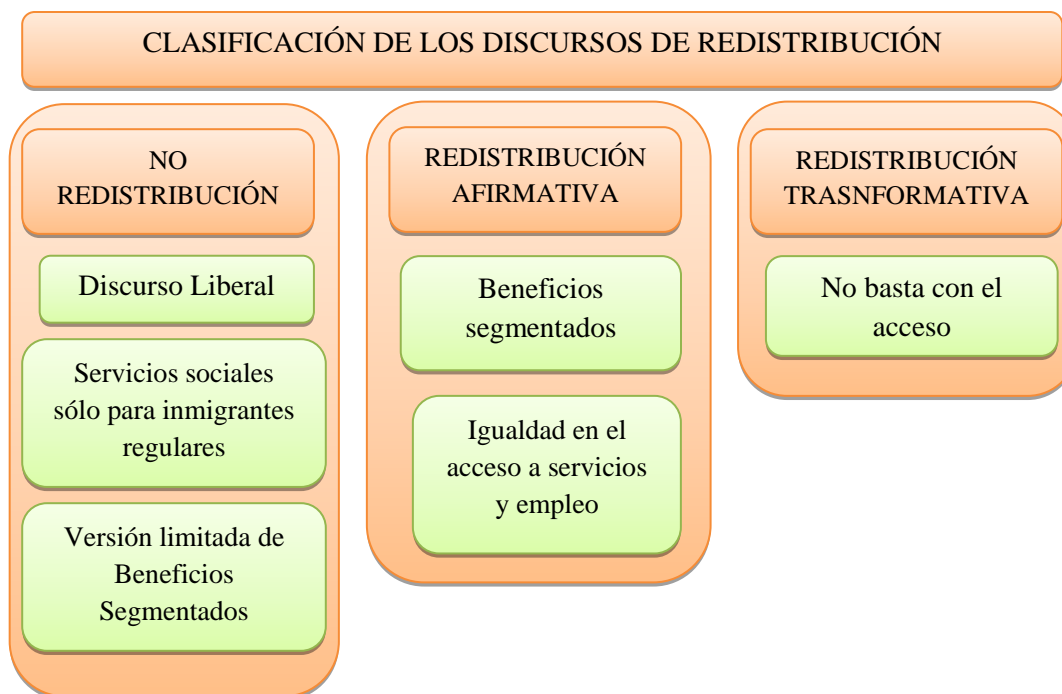 CLASIFICACIÓN DE LOS DISCURSOS DE REDISTRIBUCIÓN
NO
REDISTRIBUCIÓN
Discurso Liberal
Servicios sociales
sólo para inmigrantes
regulares
Versión limitada de
Beneficios
Segmentados
REDISTRIBUCIÓN
AFIRMATIVA
Beneficios
segmentados
Igualdad en el
acceso a servicios
y empleo
REDISTRIBUCIÓN
TRASNFORMATIVA
No basta con el
acceso